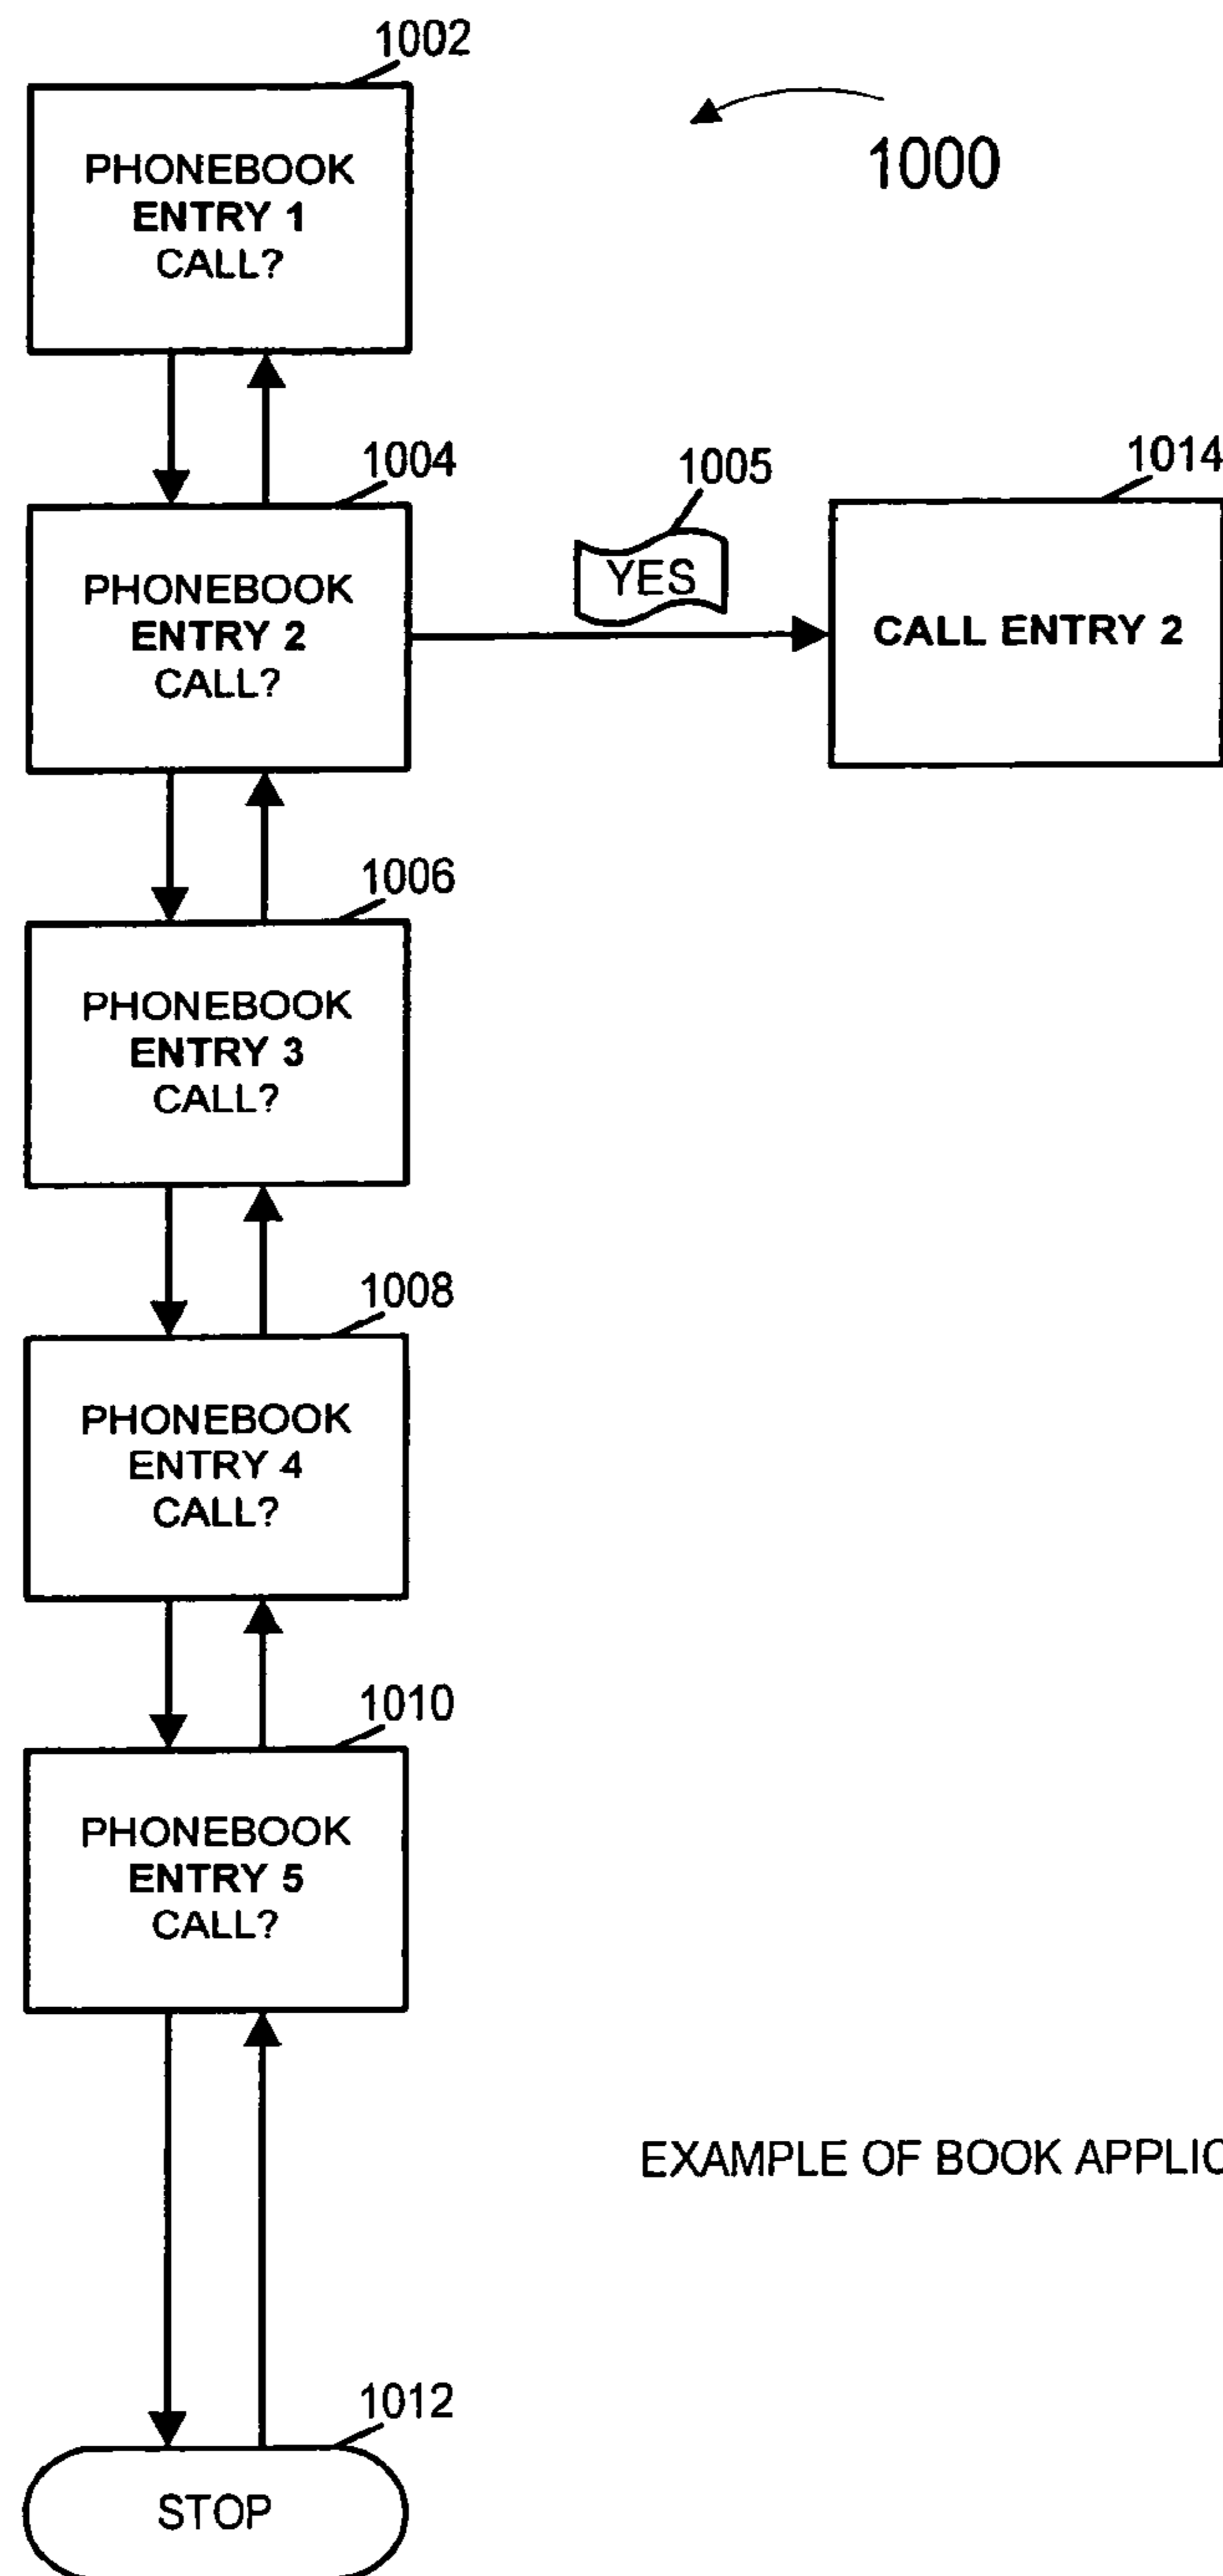 1002
1000
PHONEBOOK
ENTRY 1
CALL?
1004
1005
1014
PHONEBOOK
ENTRY 2
CALL?
YES
CALL ENTRY 2
1006
PHONEBOOK
ENTRY 3
CALL?
1008
PHONEBOOK
ENTRY 4
CALL?
1010
PHONEBOOK
ENTRY 5
CALL?
EXAMPLE OF BOOK
1012
STOP